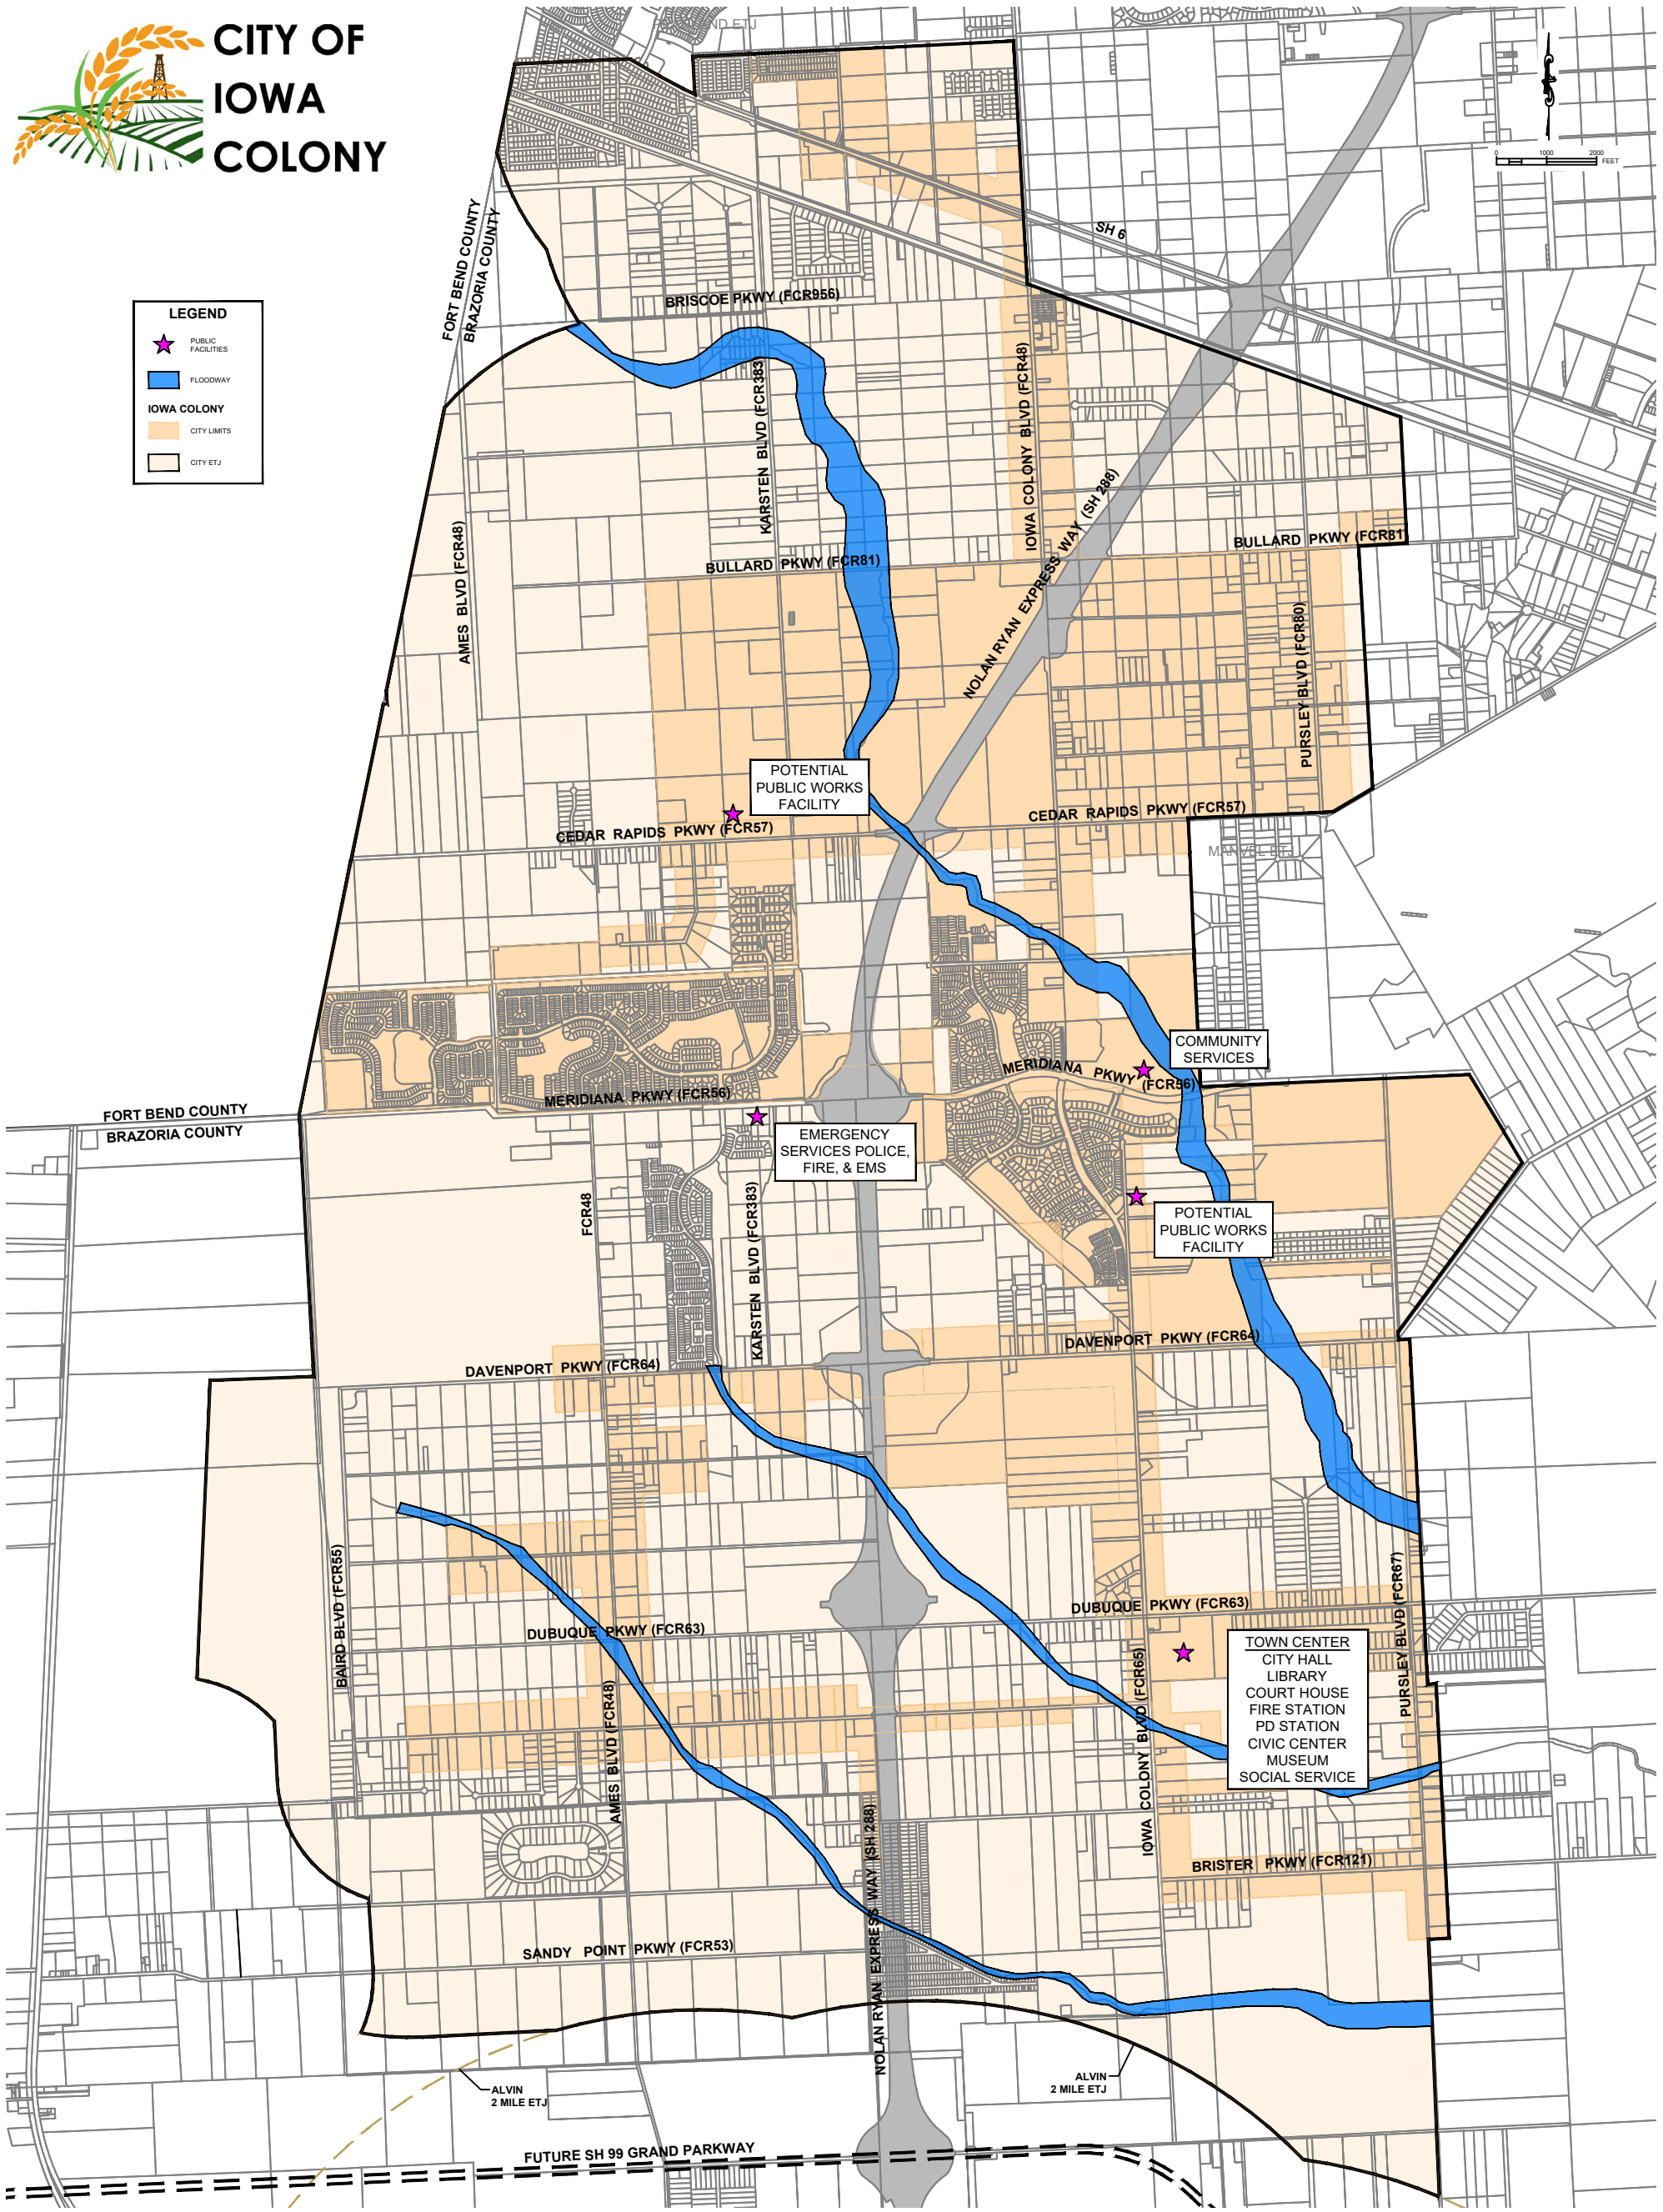 CITY OF
IOWA
COLONY
0 1000 2000
FEET
SH 6
FORT BEND COUNTY
BRAZORIA COUNTY
BRISCOE PKWY (FCR956)
LEGEND
PUBLIC
FACILITIES
FLOODWAY
IOWA COLONY
CITY LIMITS
CITY ETJ
KARSTEN BLVD (FCR383)
IOWA COLONY BLVD (FCR48)
NOLAN RYAN EXPRESS WAY (SH 288)
AMES BLVD (FCR48)
BULLARD PKWY (FCR81)
BULLARD PKWY (FCR81
PURSLEY BLVD (FCR80)
POTENTIAL
PUBLIC WORKS
FACILITY
CEDAR RAPIDS PKWY (FCR57)
CEDAR RAPIDS PKWY (FCR57)
MANVEL ETJ
COMMUNITY
SERVICES
MERIDIANA PKWY (FCR56)
MERIDIANA PKWY (FCR56)
FORT BEND COUNTY
BRAZORIA COUNTY
EMERGENCY
SERVICES POLICE,
FIRE, & EMS
FCR48
KARSTEN BLVD (FCR383)
POTENTIAL
PUBLIC WORKS
FACILITY
DAVENPORT PKWY (FCR64)
DAVENPORT PKWY (FCR64)
BAIRD BLVD (FCR55)
PURSLEY BLVD (FCR67)
DUBUQUE PKWY (FCR63)
DUBUQUE PKWY (FCR63)
TOWN CENTER
CITY HALL
LIBRARY
COURT HOUSE
FIRE STATION
PD STATION
CIVIC CENTER
MUSEUM
SOCIAL SERVICE
AMES BLVD (FCR48)
IOWA COLONY BLVD (FCR65)
BRISTER PKWY (FCR121)
NOLAN RYAN EXPRESS WAY (SH 288)
SANDY POINT PKWY (FCR53)
ALVIN
2 MILE ETJ
ALVIN
2 MILE ETJ
FUTURE SH 99 GRAND PARKWAY